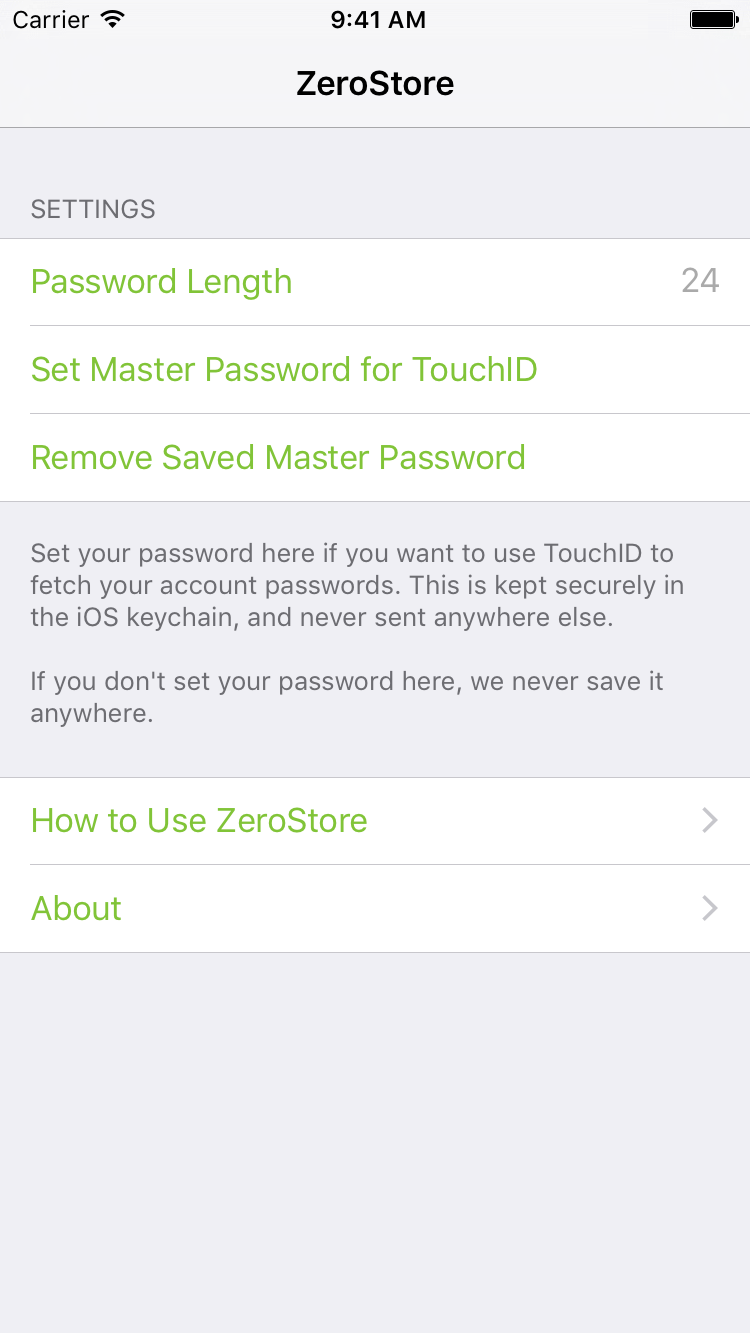 Carrier 9:41 AM
ZeroStore
SETTINGS
Password Length 24
Set Master Password for TouchID
Remove Saved Master Password
Set your password here if you want to use TouchID to
fetch your account passwords. This is kept securely in
the iOS keychain, and never sent anywhere else.
If you don't set your password here, we never save it
anywhere.
How to Use ZeroStore
About